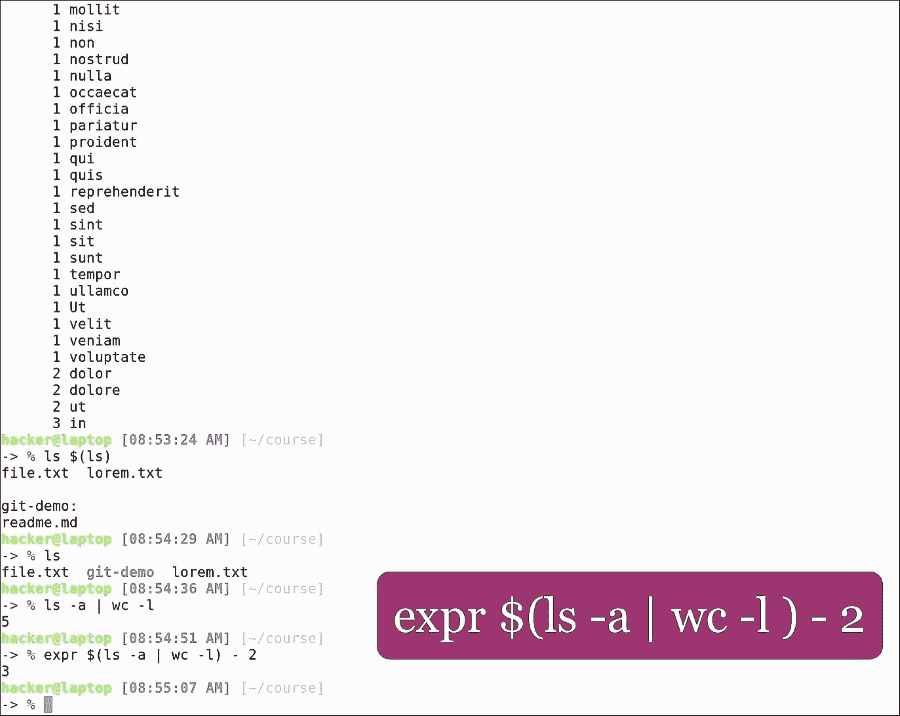 1 mollit
1 nisi
1 non
1 nostrud
1 nulla
1 occaecat
1 officia
1 pariatur
1 proident
1 qui
1 quis
1 reprehenderit
1 sed
1 sint
1 sit
1 sunt
1 tempor
1 ullamco
1 Ut
1 velit
1 veniam
1 voluptate
2 dolor
2 dolore
2 ut
3 in
hacker@laptop [08:53:24 AM] [~/course]
-> % ls $(ls)
file.txt  lorem.txt
git-demo:
readme.md
hacker@laptop [08:54:29 AM] [~/course]
-> % ls
file.txt  git-demo  lorem.txt
hacker@laptop [08:54:36 AM] [~/course]
-> % ls -a | wc -l
5
hacker@laptop [08:54:51 AM] [~/course]
-> % expr $(ls -a | wc -l) - 2
3
hacker@laptop [08:55:07 AM] [~/course]
-> %
expr $(ls -a | wc -l ) - 2